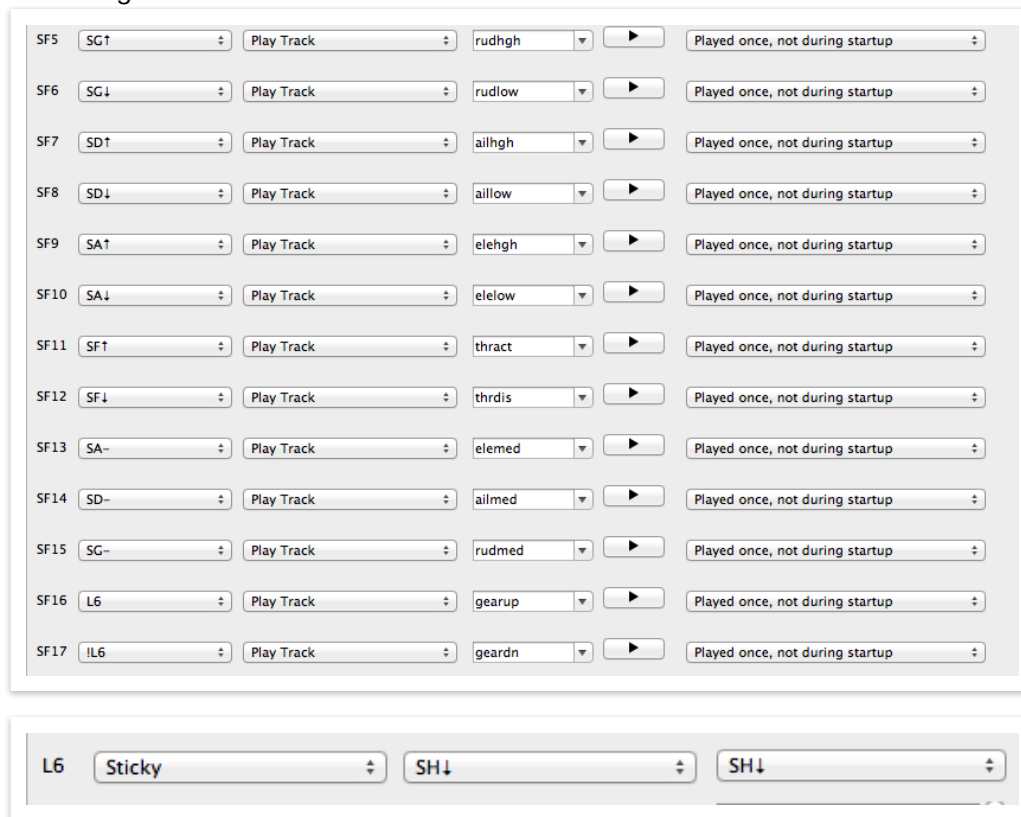 SF5 SG↑ Play Track rudhgh Played once, not during startup
SF6 SG↓ Play Track rudlow Played once, not during startup
SF7 SD↑ Play Track ailhgh Played once, not during startup
SF8 SD↓ Play Track aillow Played once, not during startup
SF9 SA↑ Play Track elehgh Played once, not during startup
SF10 SA↓ Play Track elelow Played once, not during startup
SF11 SF↑ Play Track thract Played once, not during startup
SF12 SF↓ Play Track thrdis Played once, not during startup
SF13 SA- Play Track elemed Played once, not during startup
SF14 SD- Play Track ailmed Played once, not during startup
SF15 SG- Play Track rudmed Played once, not during startup
SF16 L6 Play Track gearup Played once, not during startup
SF17 !L6 Play Track geardn Played once, not during startup
L6 Sticky SH↓ SH↓